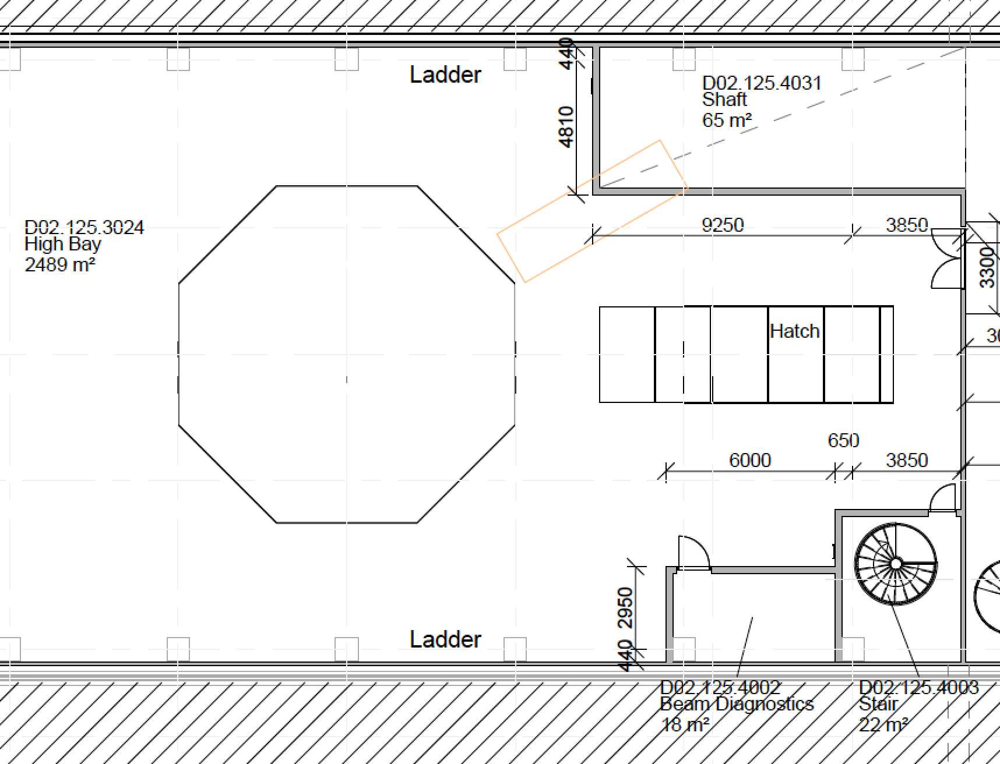 440
Ladder
D02.125.4031
Shaft
65 m²
4810
D02.125.3024
High Bay
2489 m²
9250
3850
3300
Hatch
650
6000
3850
2950
440
Ladder
D02.125.4002
Beam Diagnostics
18 m²
D02.125.4003
Stair
22 m²